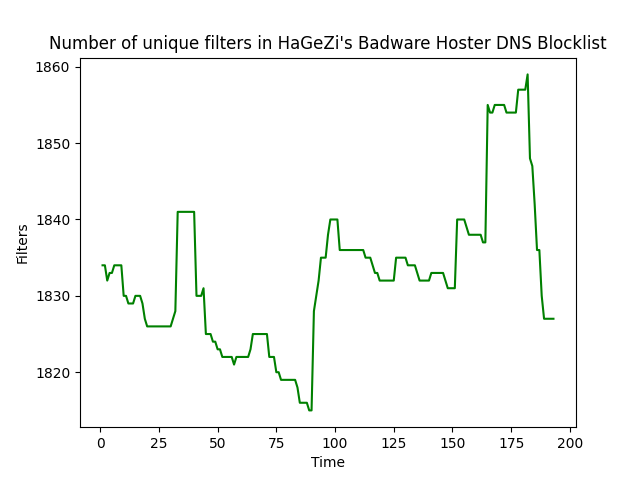 Number of unique filters in HaGeZi's Badware Hoster DNS Blocklist
1860
1850
1840
1830
1820
Filters
0 25 50 75 100 125 150 175 200
Time